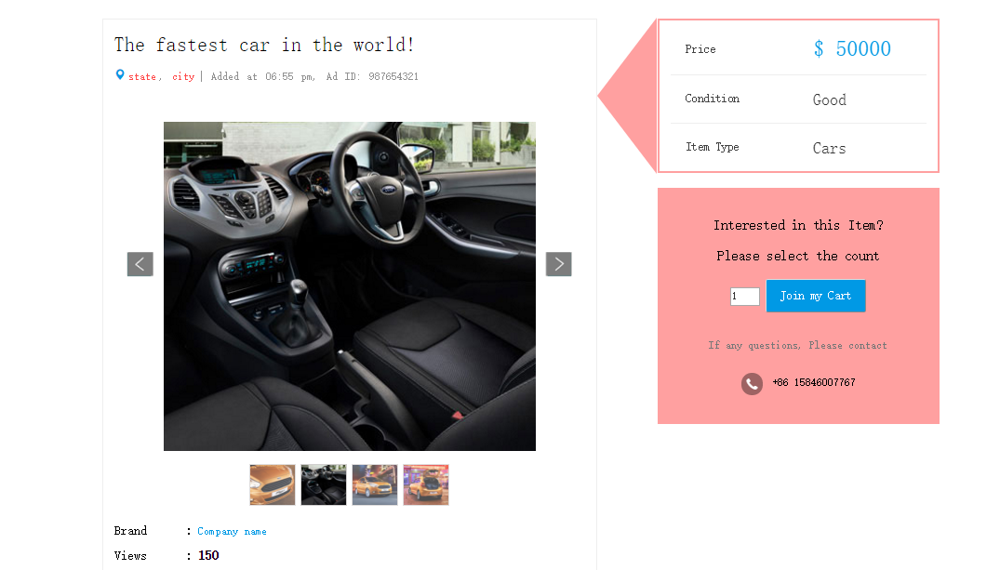 The fastest car in the world!
state, city | Added at 06:55 pm, Ad ID: 987654321
Ford
Brand : Company name
Views : 150
Price $ 50000
Condition Good
Item Type Cars
Interested in this Item?
Please select the count
1 Join my Cart
If any questions, Please contact
+86 15846007767